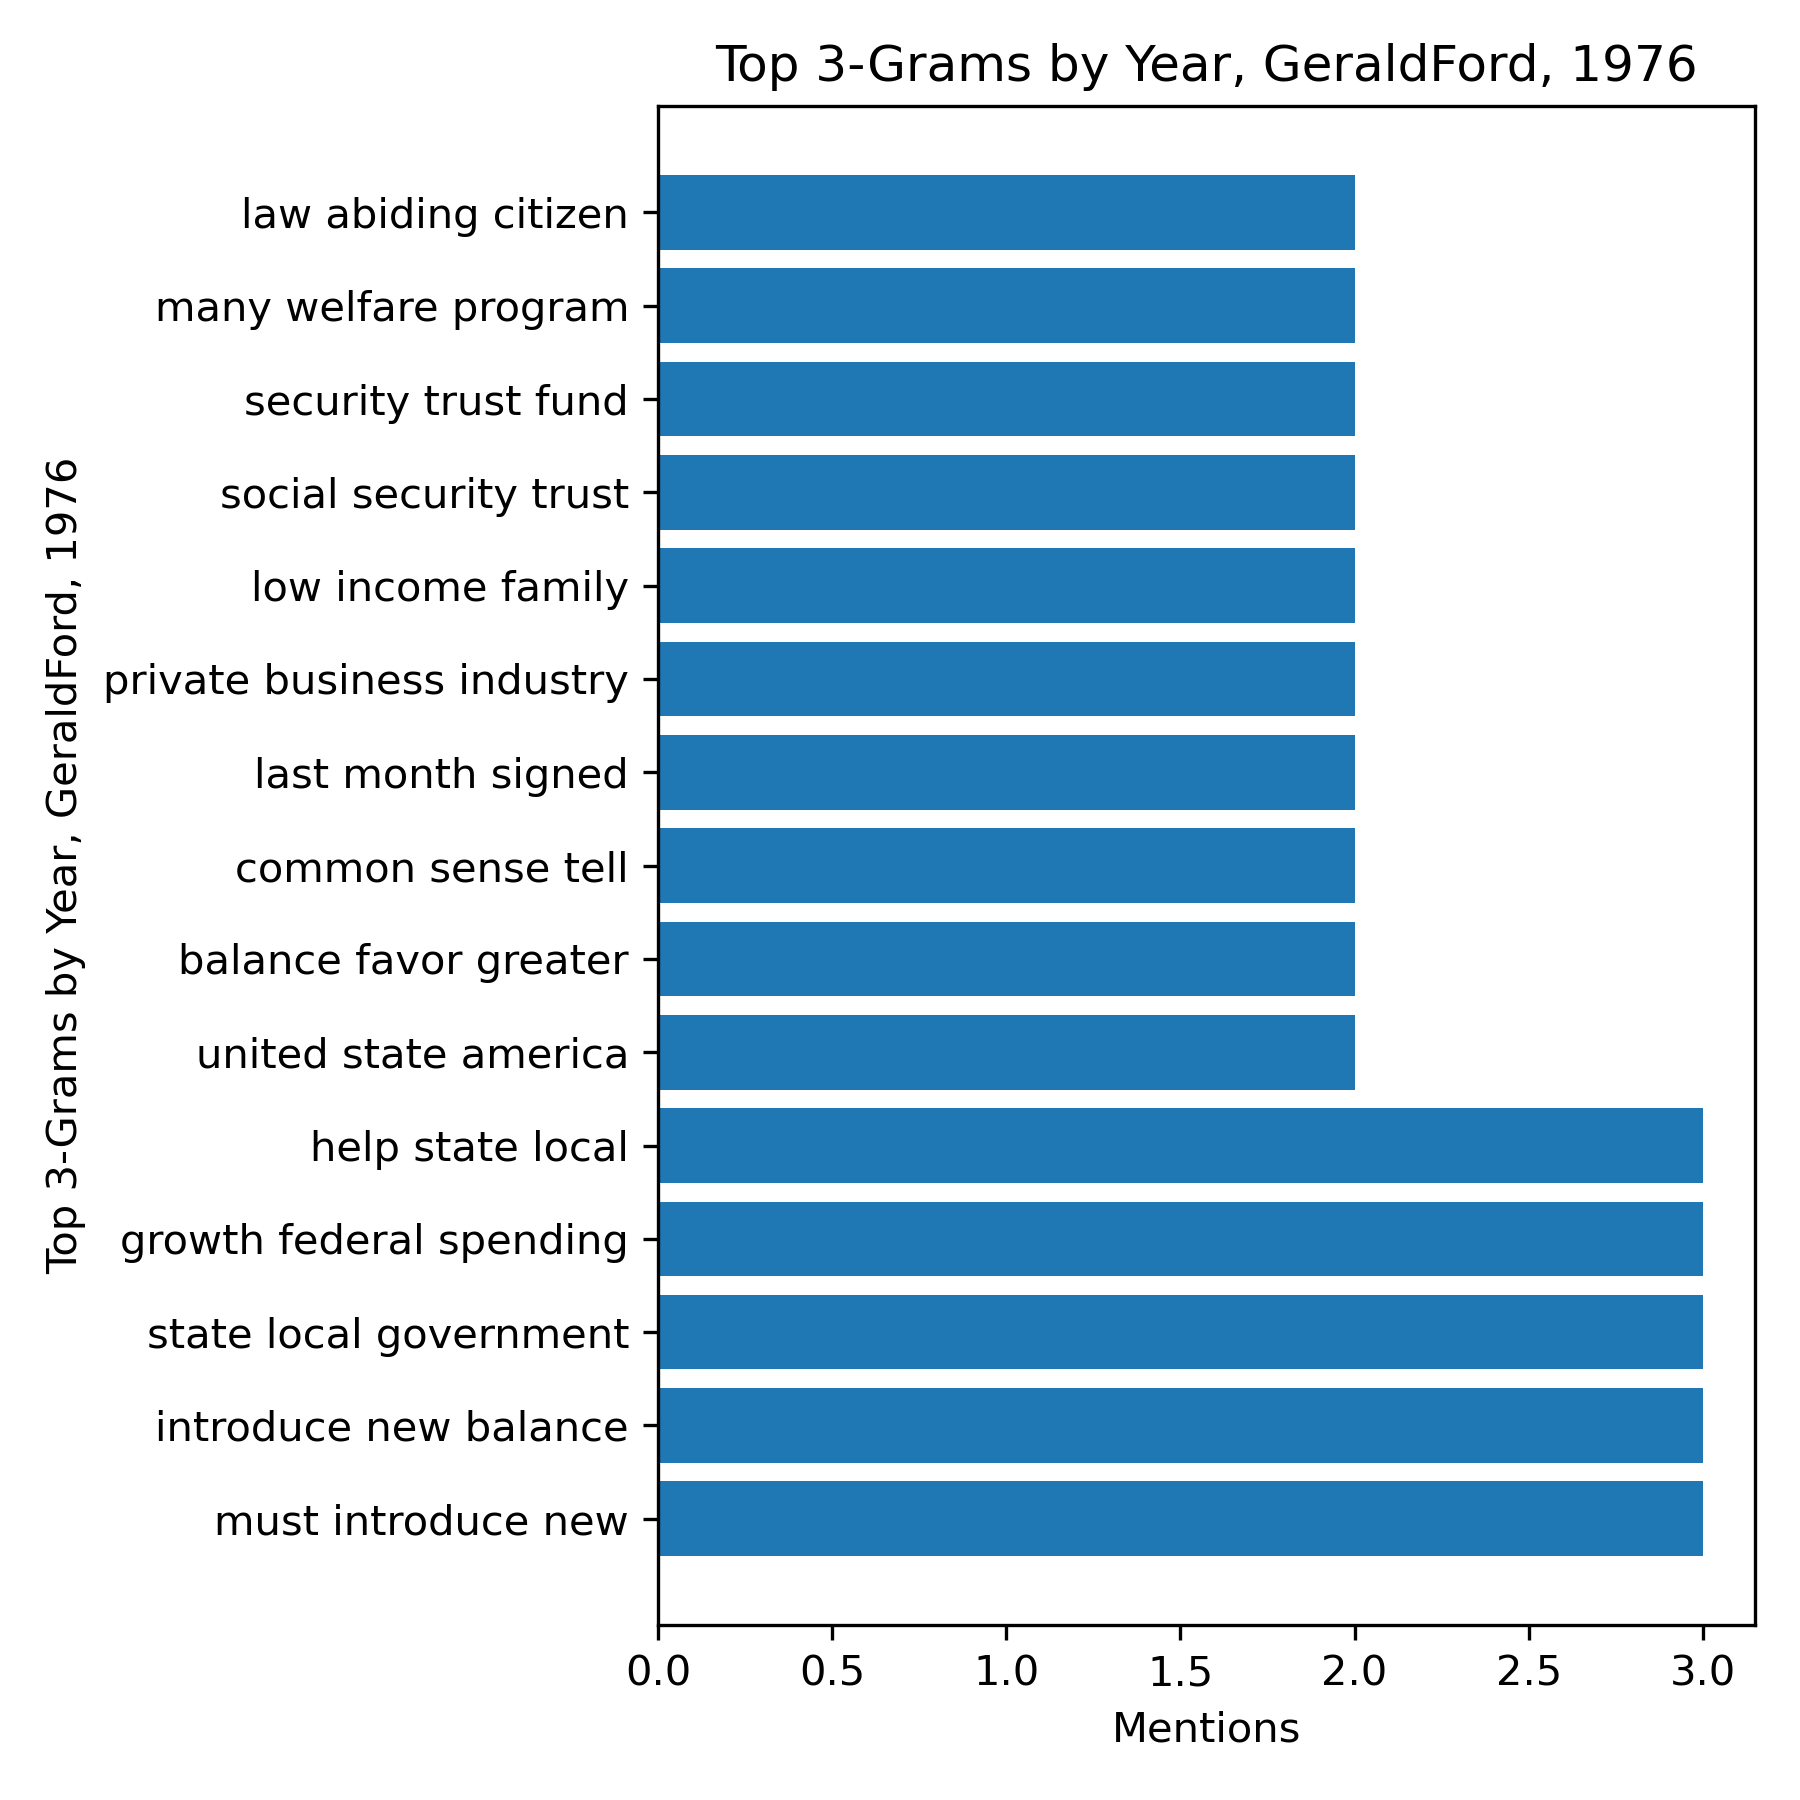 Top 3-Grams by Year, GeraldFord, 1976
Top 3-Grams by Year, GeraldFord, 1976
law abiding citizen
many welfare program
security trust fund
social security trust
low income family
private business industry
last month signed
common sense tell
balance favor greater
united state america
help state local
growth federal spending
state local government
introduce new balance
must introduce new
0.0 0.5 1.0 1.5 2.0 2.5 3.0
Mentions